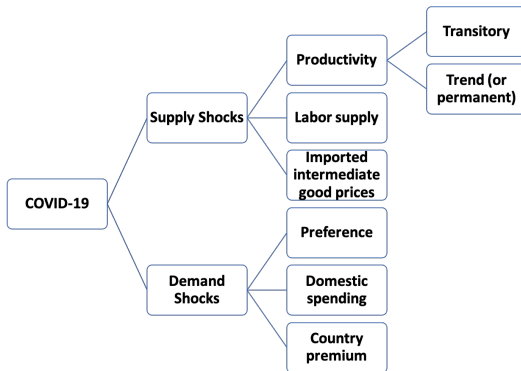 COVID-19
Supply Shocks
Productivity
Transitory
Trend (or
permanent)
Labor supply
Imported
intermediate
good prices
Demand
Shocks
Preference
Domestic
spending
Country
premium